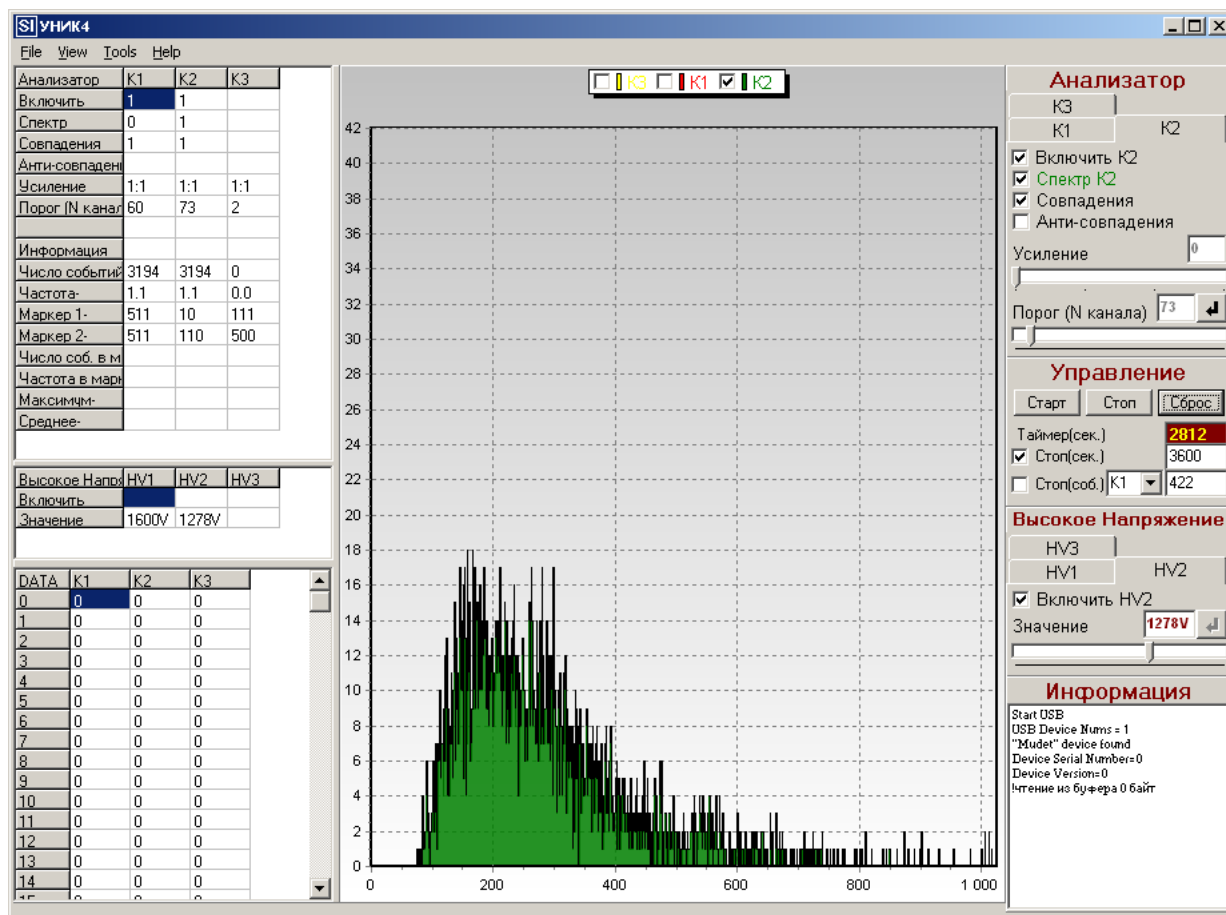 SI УНИК4
File View Tools Help
Анализатор K1 K2 K3
Включить 1 1
Спектр 0 1
Совпадения 1 1
Анти-совпадени
Усиление 1:1 1:1 1:1
Порог (N канал 60 73 2
Информация
Число событий 3194 3194 0
Частота- 1.1 1.1 0.0
Маркер 1- 511 10 111
Маркер 2- 511 110 500
Число соб. в м
Частота в марк
Максимум-
Среднее-
Высокое Напря HV1 HV2 HV3
Включить
Значение 1600V 1278V
DATA K1 K2 K3
0 0 0 0
1 0 0 0
2 0 0 0
3 0 0 0
4 0 0 0
5 0 0 0
6 0 0 0
7 0 0 0
8 0 0 0
9 0 0 0
10 0 0 0
11 0 0 0
12 0 0 0
13 0 0 0
14 0 0 0
K3 K1 K2
42
40
38
36
34
32
30
28
26
24
22
20
18
16
14
12
10
8
6
4
2
0
0 200 400 600 800 1 000
Анализатор
K3
K1 K2
Включить K2
Спектр K2
Совпадения
Анти-совпадения
Усиление 0
Порог (N канала) 73
Управление
Старт Стоп Сброс
Таймер(сек.) 2812
Стоп(сек.) 3600
Стоп(соб.) K1 422
Высокое Напряжение
HV3
HV1 HV2
Включить HV2
Значение 1278V
Информация
Start USB
USB Device Nums = 1
"Mudet" device found
Device Serial Number=0
Device Version=0
!чтение из буфера 0 байт